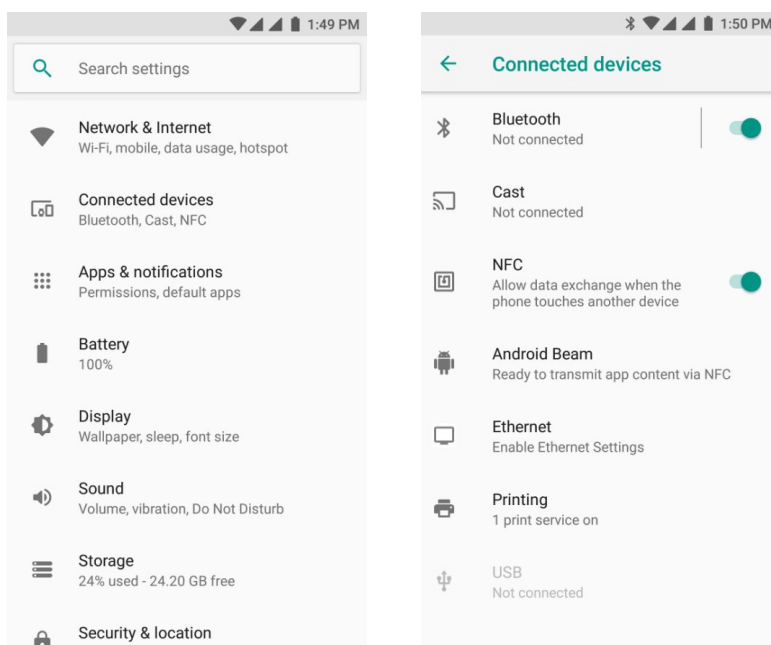 1:49 PM
Search settings
Network & Internet
Wi-Fi, mobile, data usage, hotspot
Connected devices
Bluetooth, Cast, NFC
Apps & notifications
Permissions, default apps
Battery
100%
Display
Wallpaper, sleep, font size
Sound
Volume, vibration, Do Not Disturb
Storage
24% used - 24.20 GB free
Security & location
1:50 PM
Connected devices
Bluetooth
Not connected
Cast
Not connected
NFC
Allow data exchange when the
phone touches another device
Android Beam
Ready to transmit app content via NFC
Ethernet
Enable Ethernet Settings
Printing
1 print service on
USB
Not connected